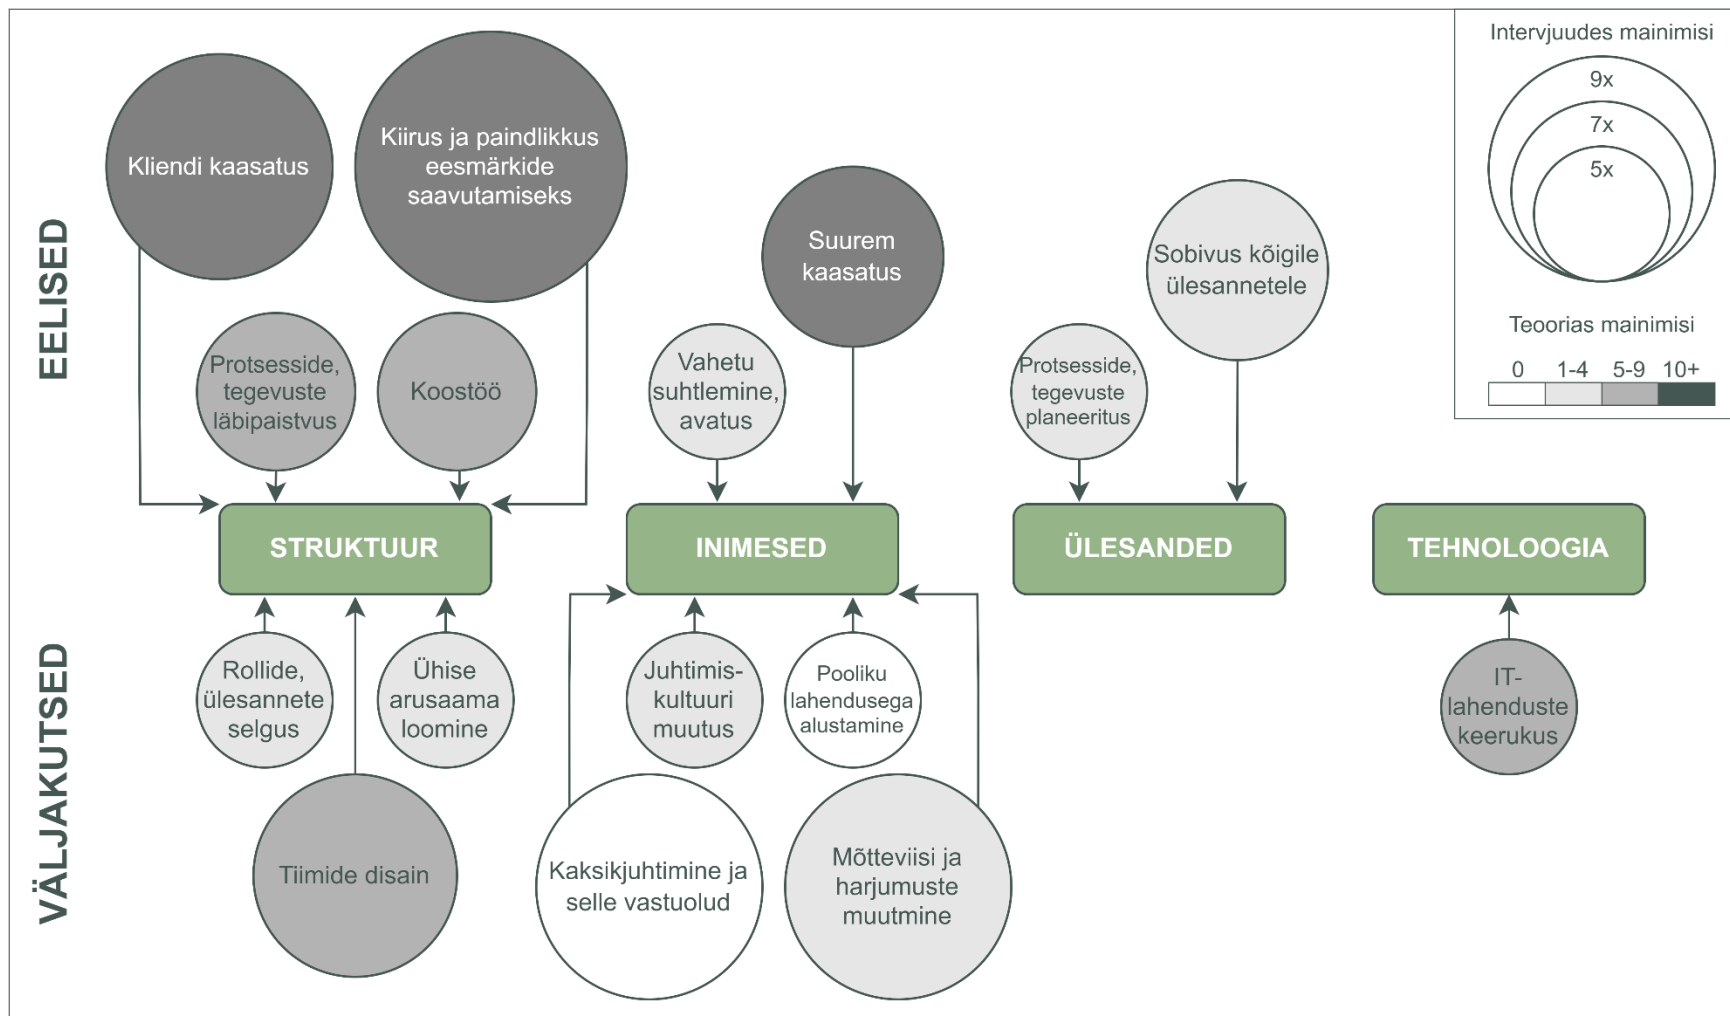 EELISED
Kliendi kaasatus
Kiirus ja paindlikkus
eesmärkide
saavutamiseks
Protsesside,
tegevuste
läbipaistvus
Koostöö
Vahetu
suhtlemine,
avatus
Suurem
kaasatus
Protsesside,
tegevuste
planeeritus
Sobivus kõigile
ülesannetele
Intervjuudes mainimisi
9x
7x
5x
Teoorias mainimisi
0 1-4 5-9 10+
STRUKTUUR
INIMESED
ÜLESANDED
TEHNOLOOGIA
VÄLJAKUTSED
Rollide,
ülesannete
selgus
Ühise
arusaama
loomine
Tiimide disain
Juhtimis-
kultuuri
muutus
Pooliku
lahendusega
alustamine
Kaksikjuhtimine ja
selle vastuolud
Mõtteviisi ja
harjumuste
muutmine
IT-
lahenduste
keerukus